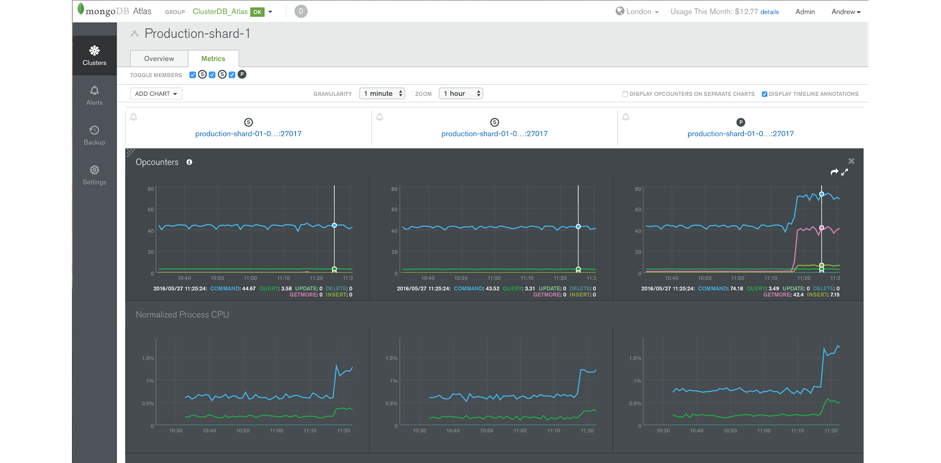 mongoDB Atlas GROUP ClusterDB_Atlas OK 0 London Usage This Month: $12.77 details Admin Andrew
Production-shard-1
Clusters
Alerts
Backup
Settings
Overview Metrics
TOGGLE MEMBERS S S P
ADD CHART GRANULARITY 1 minute ZOOM 1 hour DISPLAY OPCOUNTERS ON SEPARATE CHARTS DISPLAY TIMELINE ANNOTATIONS
S S P
production-shard-01-0...:27017 production-shard-01-0...:27017 production-shard-01-0...:27017
Opcounters
80 80 80
60 60 60
40 40 40
20 20 20
0 0 0
10:40 10:50 11:00 11:10 11:20 11:3 10:40 10:50 11:00 11:10 11:20 11:3 10:40 10:50 11:00 11:10 11:20 11:3
2016/05/27 11:25:24: COMMAND: 44.67 QUERY: 3.58 UPDATE: 0 DELETE: 0
GETMORE: 0 INSERT: 0
2016/05/27 11:25:24: COMMAND: 43.52 QUERY: 3.31 UPDATE: 0 DELETE: 0
GETMORE: 0 INSERT: 0
2016/05/27 11:25:24: COMMAND: 74.18 QUERY: 3.49 UPDATE: 0 DELETE: 0
GETMORE: 42.4 INSERT: 7.15
Normalized Process CPU
1.5% 1.5% 1.5%
1% 1% 1%
0.5% 0.5% 0.5%
0 0 0
10:30 10:40 10:50 11:00 11:10 11:20 10:30 10:40 10:50 11:00 11:10 11:20 10:30 10:40 10:50 11:00 11:10 11:20